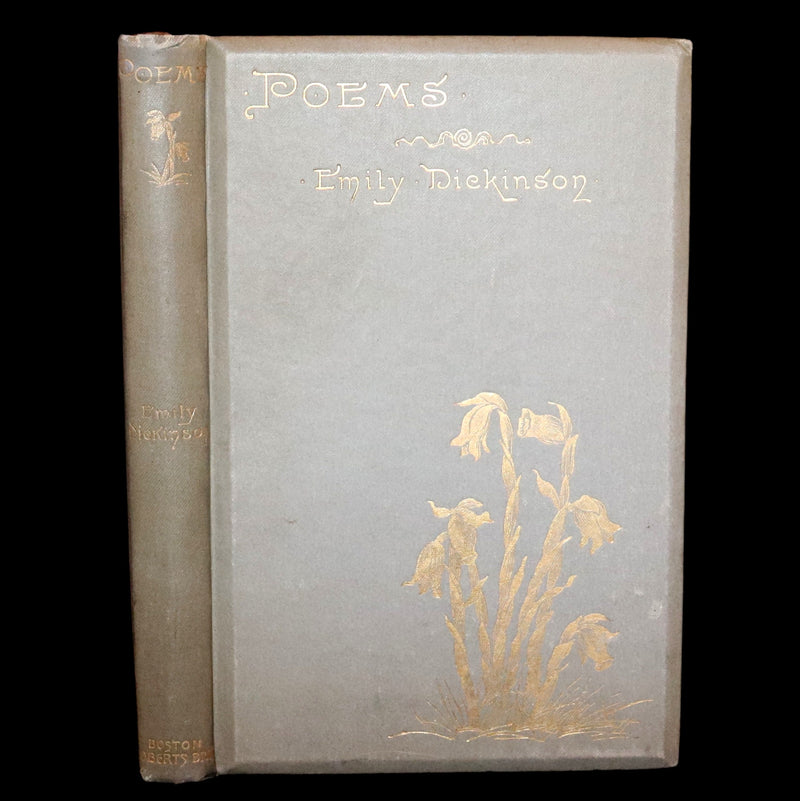 POEMS
Emily
Dickinson
BOSTON
ROBERTS BRO
POEMS
Emily Dickinson